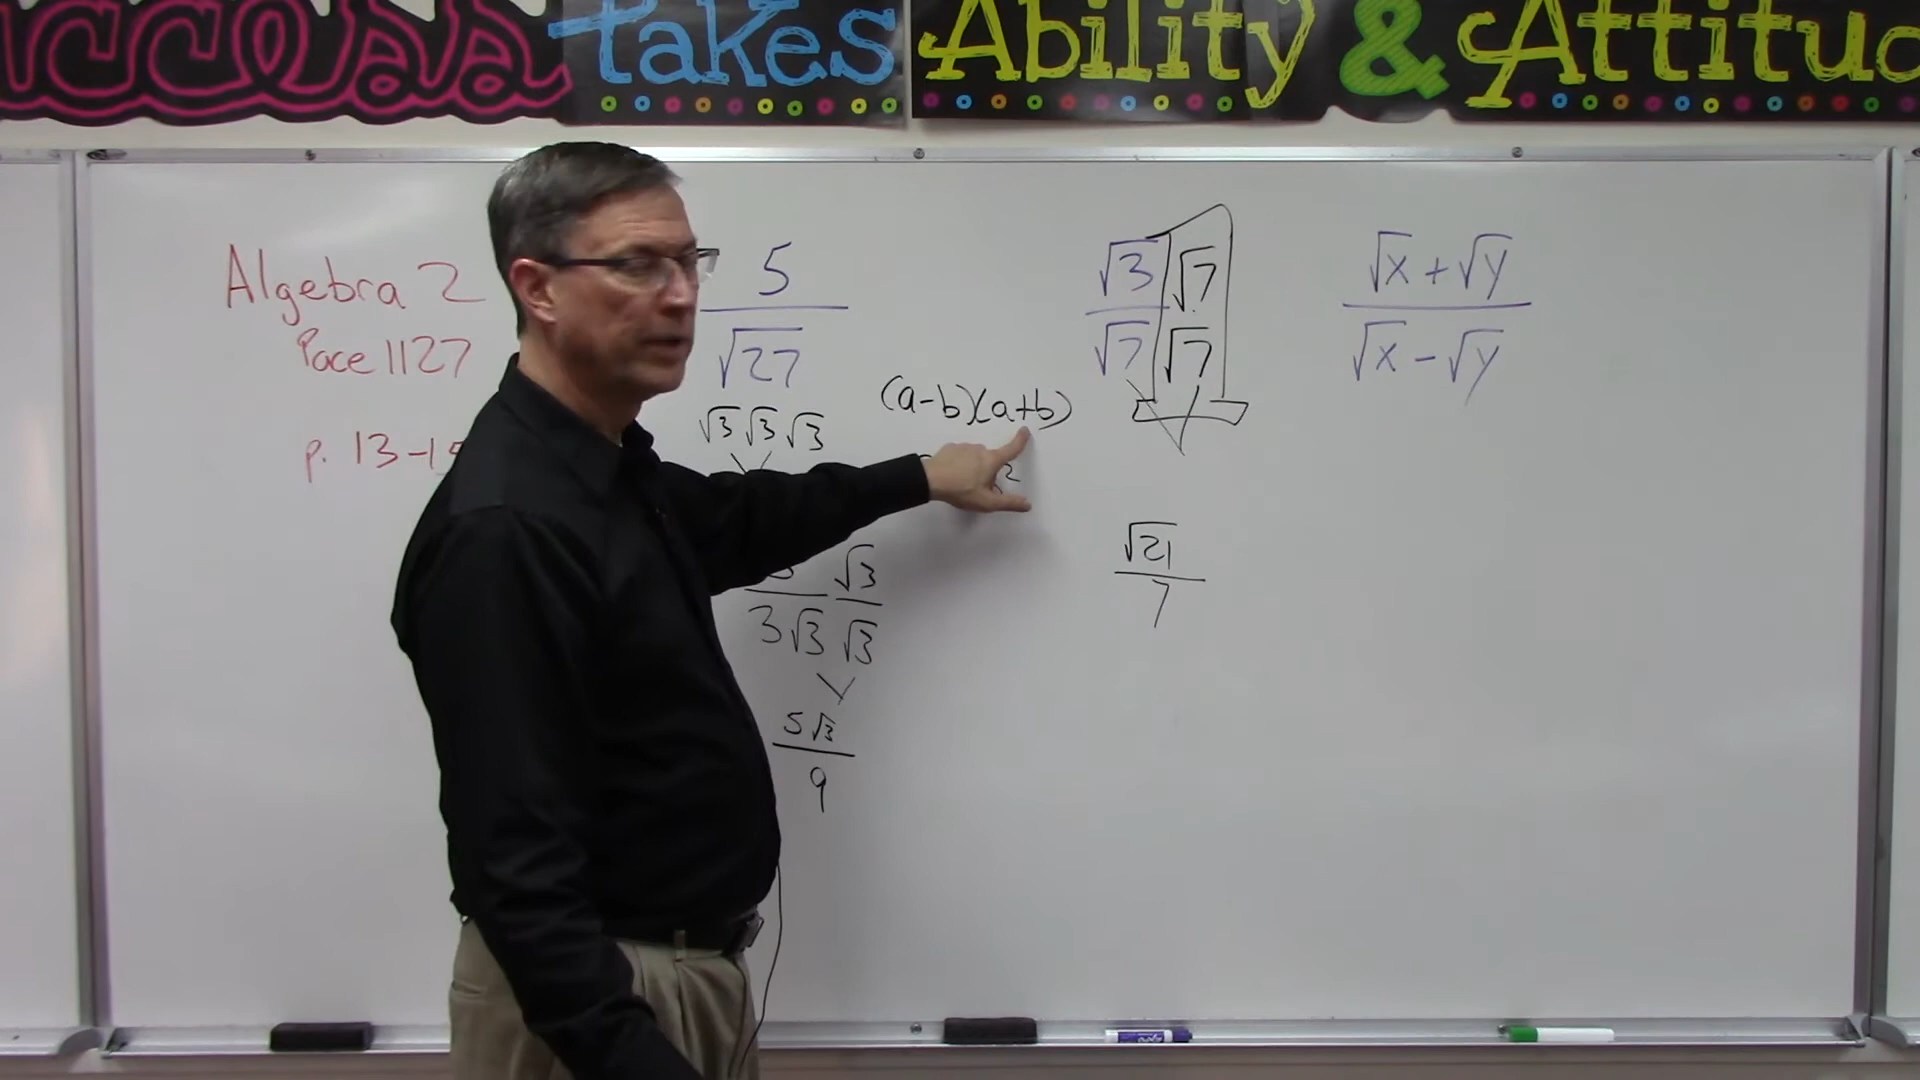 takes Ability &
Algebra 2
Pace 1127
p. 13-1
5
√27
√3 √3 √3
√3
3√3 √3
5√3
9
(a-b)(a+b)
2
√3 √7
√7 √7
√21
7
√x + √y
√x - √y